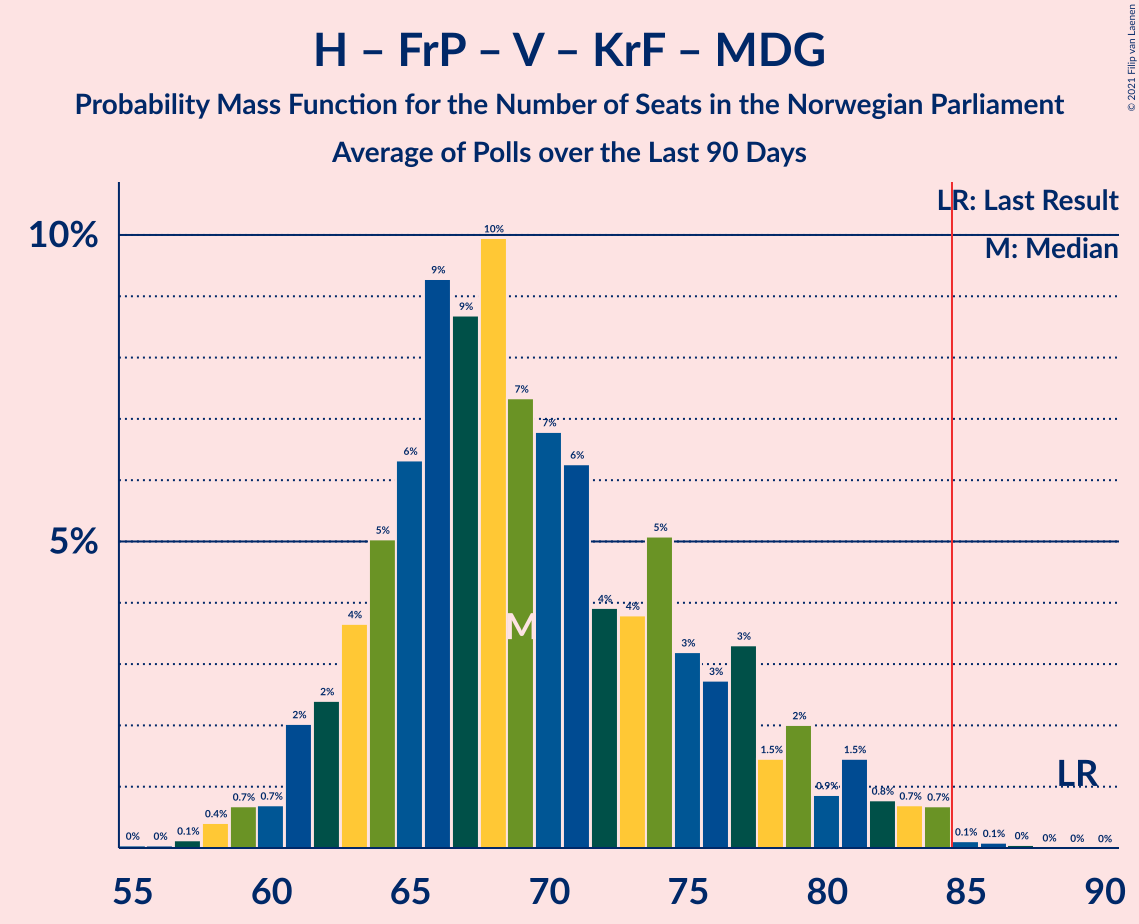 H – FrP – V – KrF – MDG
Probability Mass Function for the Number of Seats in the Norwegian Parliament
Average of Polls over the Last 90 Days
© 2021 Filip van Laenen
LR: Last Result
M: Median
10%
5%
0% 0% 0.1% 0.4% 0.7% 0.7% 2% 2% 4% 5% 6% 9% 9% 10% 7% 7% 6% 4% 4% 5% 3% 3% 3% 1.5% 2% 0.9% 1.5% 0.8% 0.7% 0.7% 0.1% 0.1% 0% 0% 0% 0%
M
LR
55 60 65 70 75 80 85 90